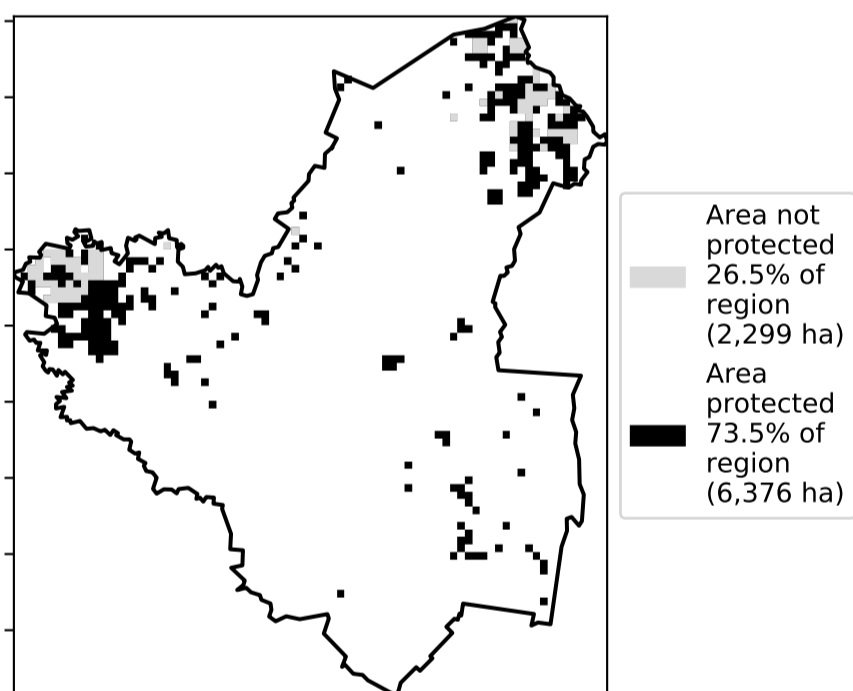 Area not
protected
26.5% of
region
(2,299 ha)
Area
protected
73.5% of
region
(6,376 ha)